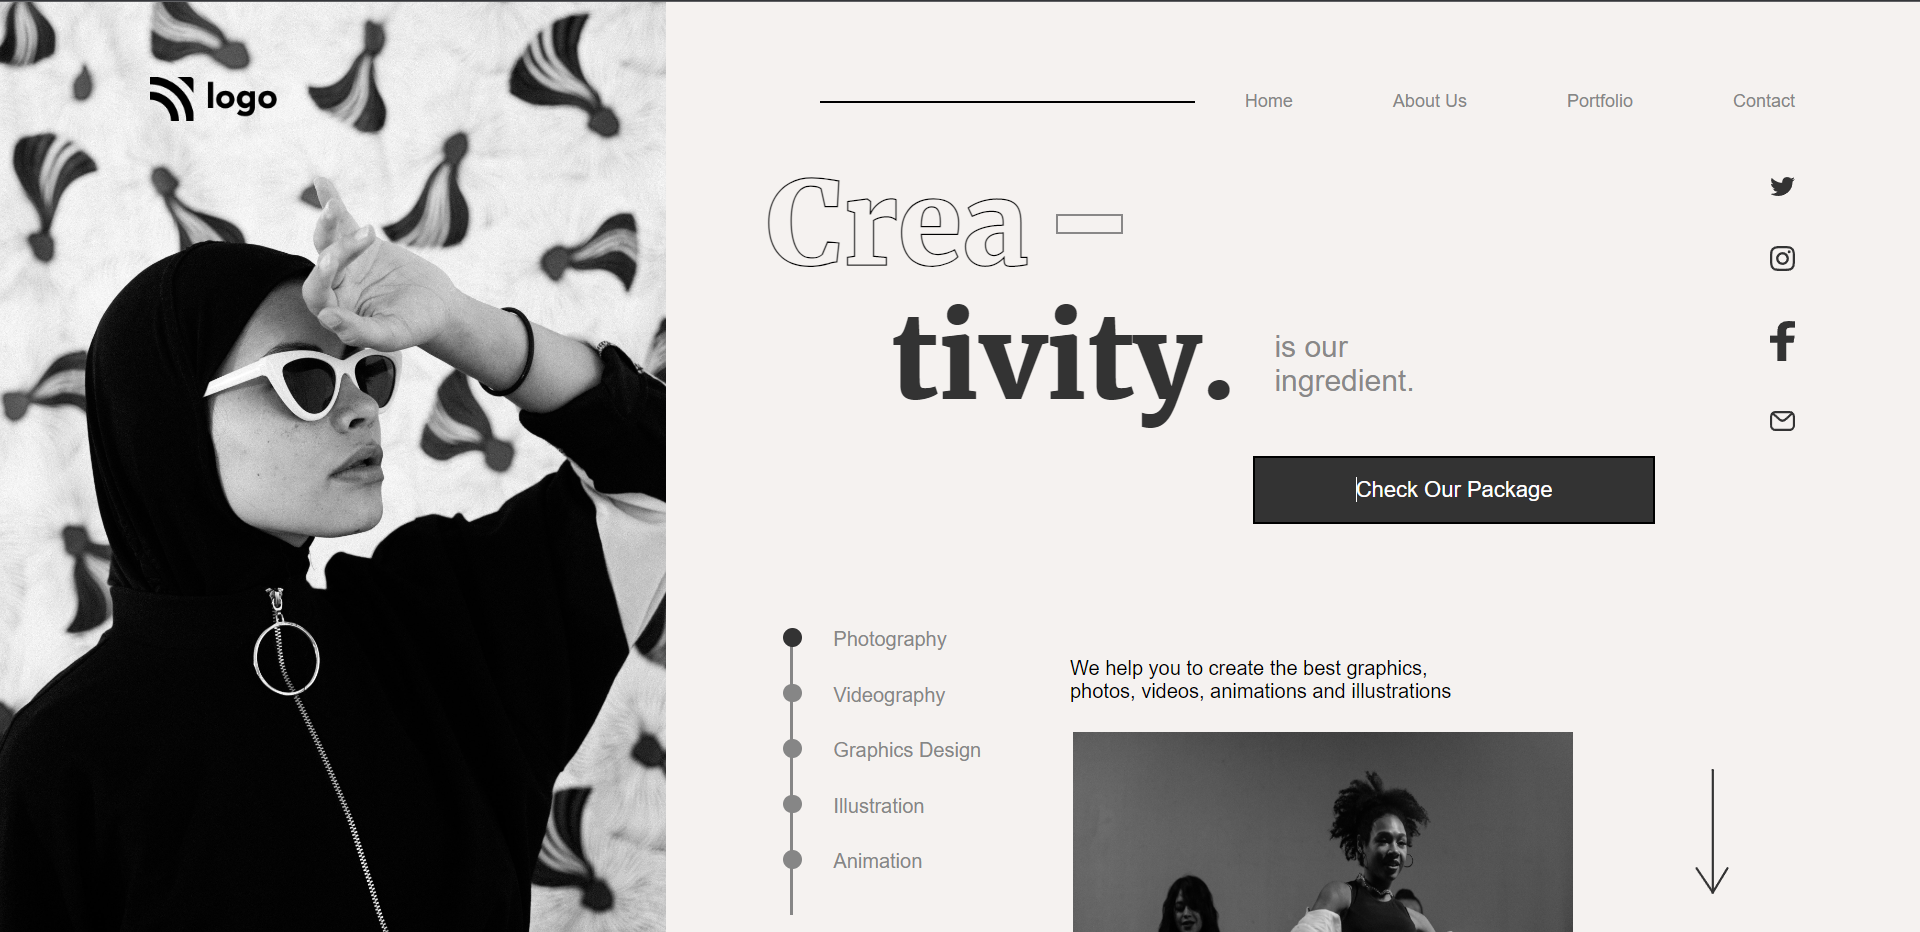 logo
Home
About Us
Portfolio
Contact
Crea –
tivity.
is our
ingredient.
Check Our Package
Photography
Videography
Graphics Design
Illustration
Animation
We help you to create the best graphics,
photos, videos, animations and illustrations